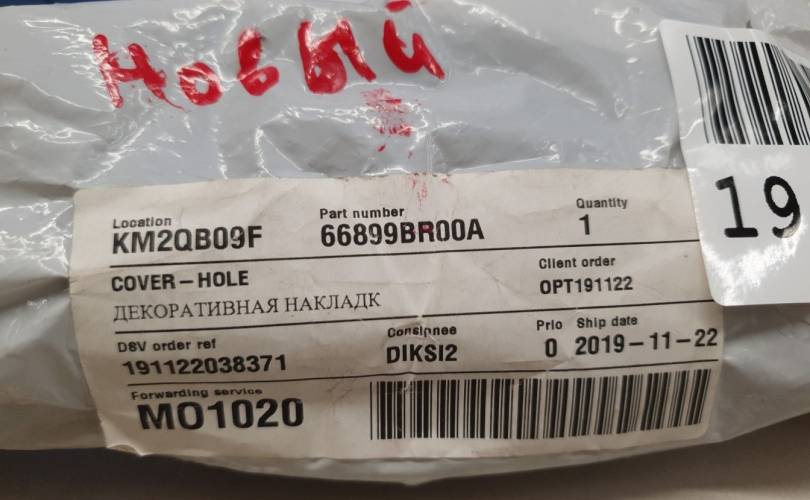 Новый
19
Location Part number Quantity
KM2QB09F 66899BR00A 1
COVER-HOLE Client order
ДЕКОРАТИВНАЯ НАКЛАДК OPT191122
DSV order ref Consignee Prio Ship date
191122038371 DIKSI2 0 2019-11-22
Forwarding service
MO1020